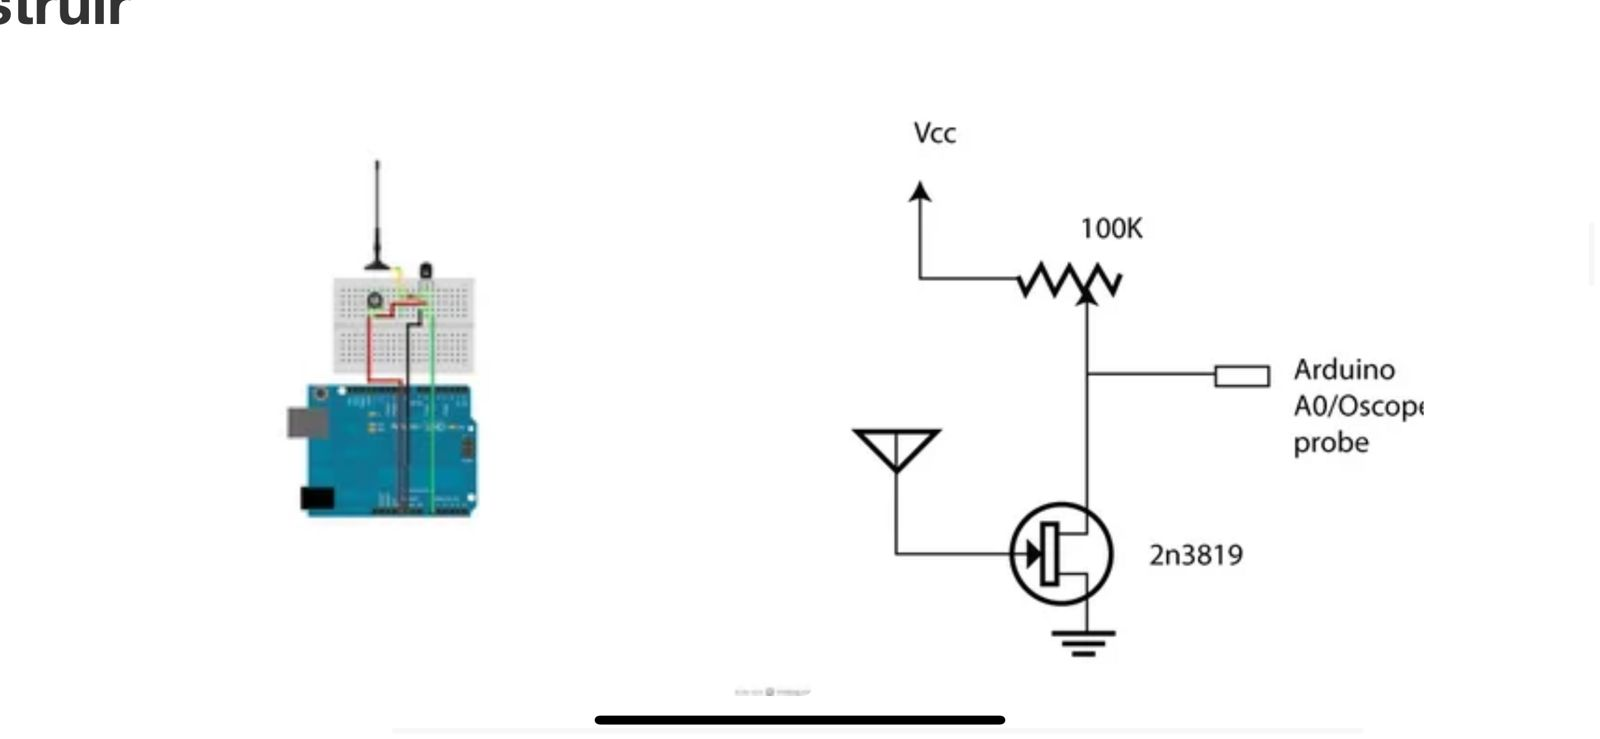 struir
Vcc
100K
Arduino
A0/Oscope
probe
2n3819